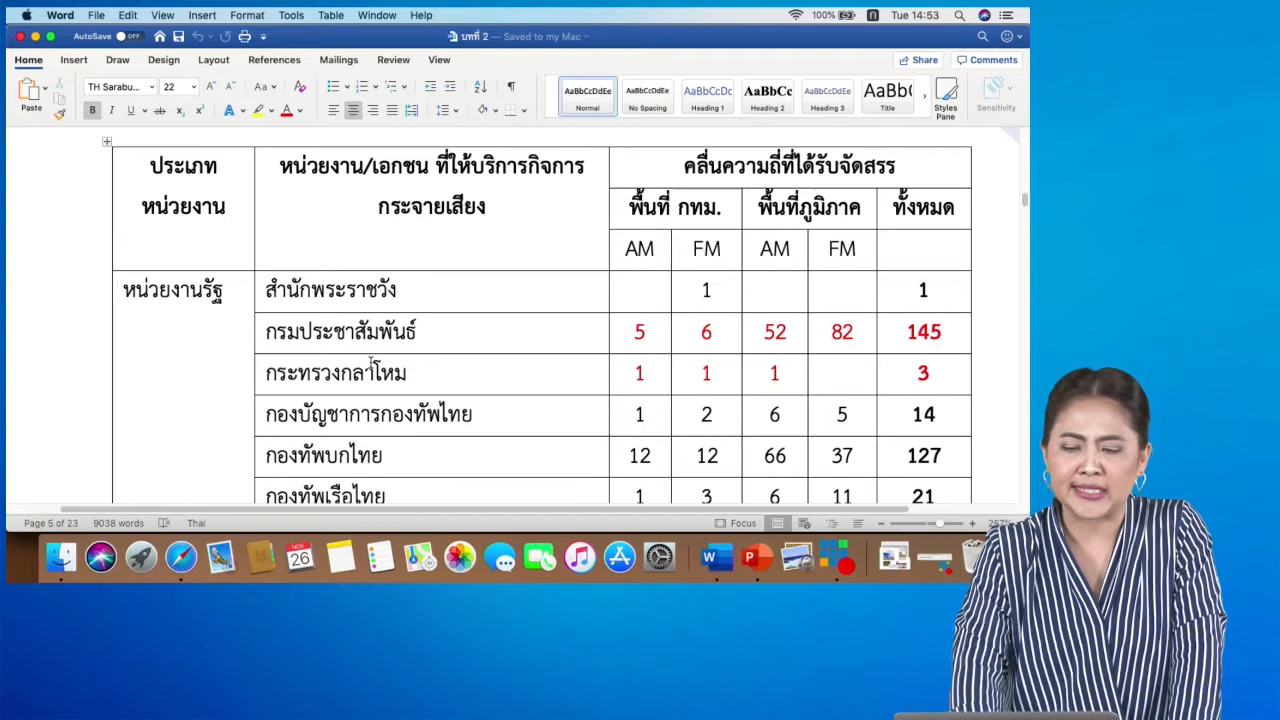 Word File Edit View Insert Format Tools Table Window Help 100% Tue 14:53
AutoSave OFF บทที่ 2 — Saved to my Mac
Home Insert Draw Design Layout References Mailings Review View Share Comments
Paste TH Sarabu... 22 AaBbCcDdEe AaBbCcDdEe AaBbCcDc AaBbCc AaBbCcDdEe AaBb( Styles Pane Sensitivity
Normal No Spacing Heading 1 Heading 2 Heading 3 Title
ประเภท หน่วยงาน/เอกชน ที่ให้บริการกิจการ คลื่นความถี่ที่ได้รับจัดสรร
หน่วยงาน กระจายเสียง พื้นที่ กทม. พื้นที่ภูมิภาค ทั้งหมด
AM FM AM FM
หน่วยงานรัฐ สำนักพระราชวัง 1 1
กรมประชาสัมพันธ์ 5 6 52 82 145
กระทรวงกลาโหม 1 1 1 3
กองบัญชาการกองทัพไทย 1 2 6 5 14
กองทัพบกไทย 12 12 66 37 127
กองทัพเรือไทย 1 3 6 11 21
Page 5 of 23 9038 words Thai Focus 257%
NOV
26